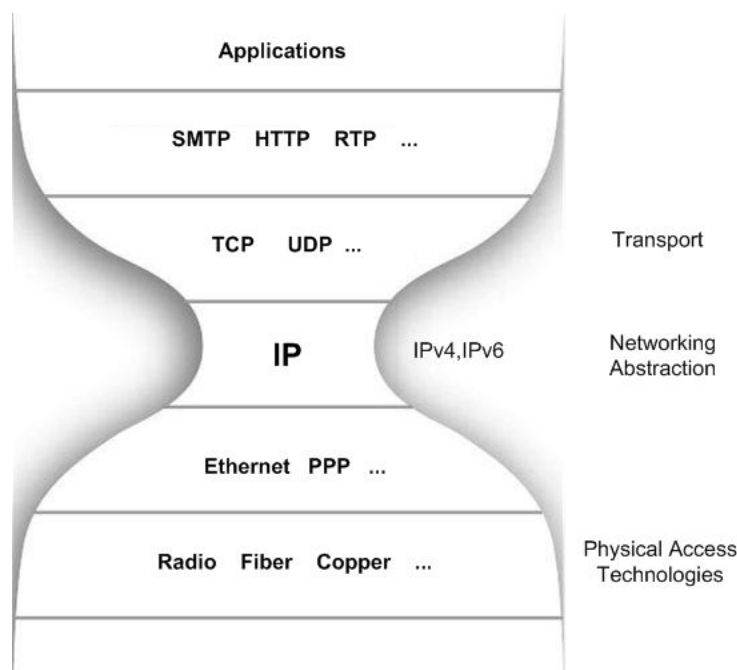 Applications
SMTP HTTP RTP ...
TCP UDP ...
Transport
IP
IPv4,IPv6
Networking
Abstraction
Ethernet PPP ...
Radio Fiber Copper ...
Physical Access
Technologies